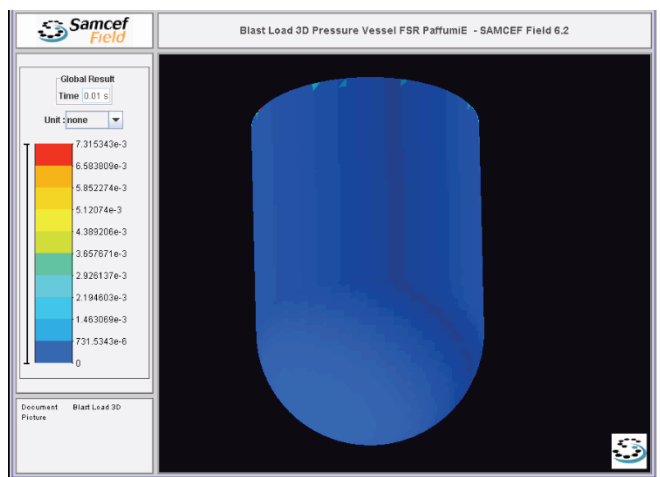 Samcef
Field
Blast Load 3D Pressure Vessel FSR PaffumiE - SAMCEF Field 6.2
Global Result
Time 0.01 s
Unit : none
7.315343e-3
6.583809e-3
5.852274e-3
5.12074e-3
4.389206e-3
3.657671e-3
2.926137e-3
2.194603e-3
1.463069e-3
731.5343e-6
0
Document Blast Load 3D
Picture